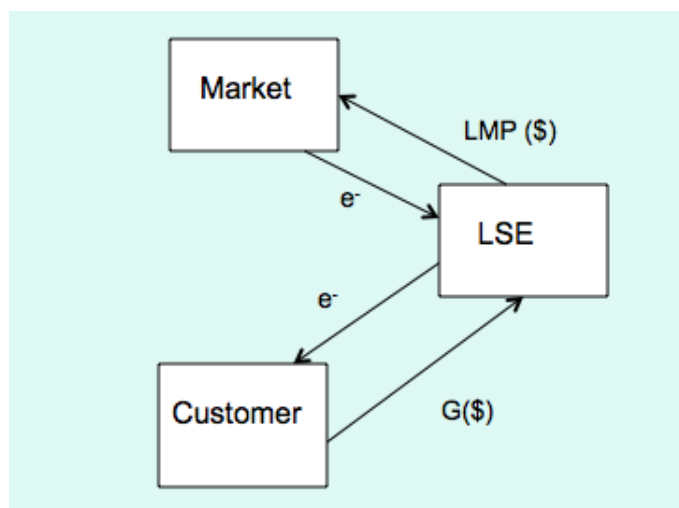 Market
LMP ($)
e-
LSE
e-
Customer
G($)